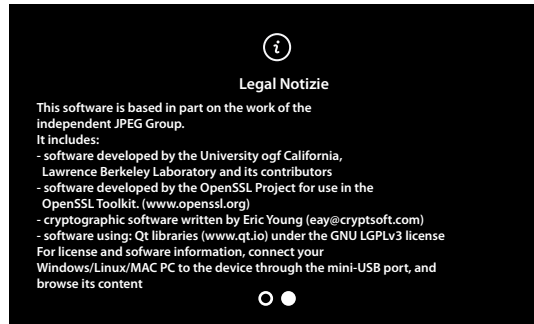 i
Legal Notizie
This software is based in part on the work of the
independent JPEG Group.
It includes:
- software developed by the University ogf California,
Lawrence Berkeley Laboratory and its contributors
- software developed by the OpenSSL Project for use in the
OpenSSL Toolkit. (www.openssl.org)
- cryptographic software written by Eric Young (eay@cryptsoft.com)
- software using: Qt libraries (www.qt.io) under the GNU LGPLv3 license
For license and sofware information, connect your
Windows/Linux/MAC PC to the device through the mini-USB port, and
browse its content